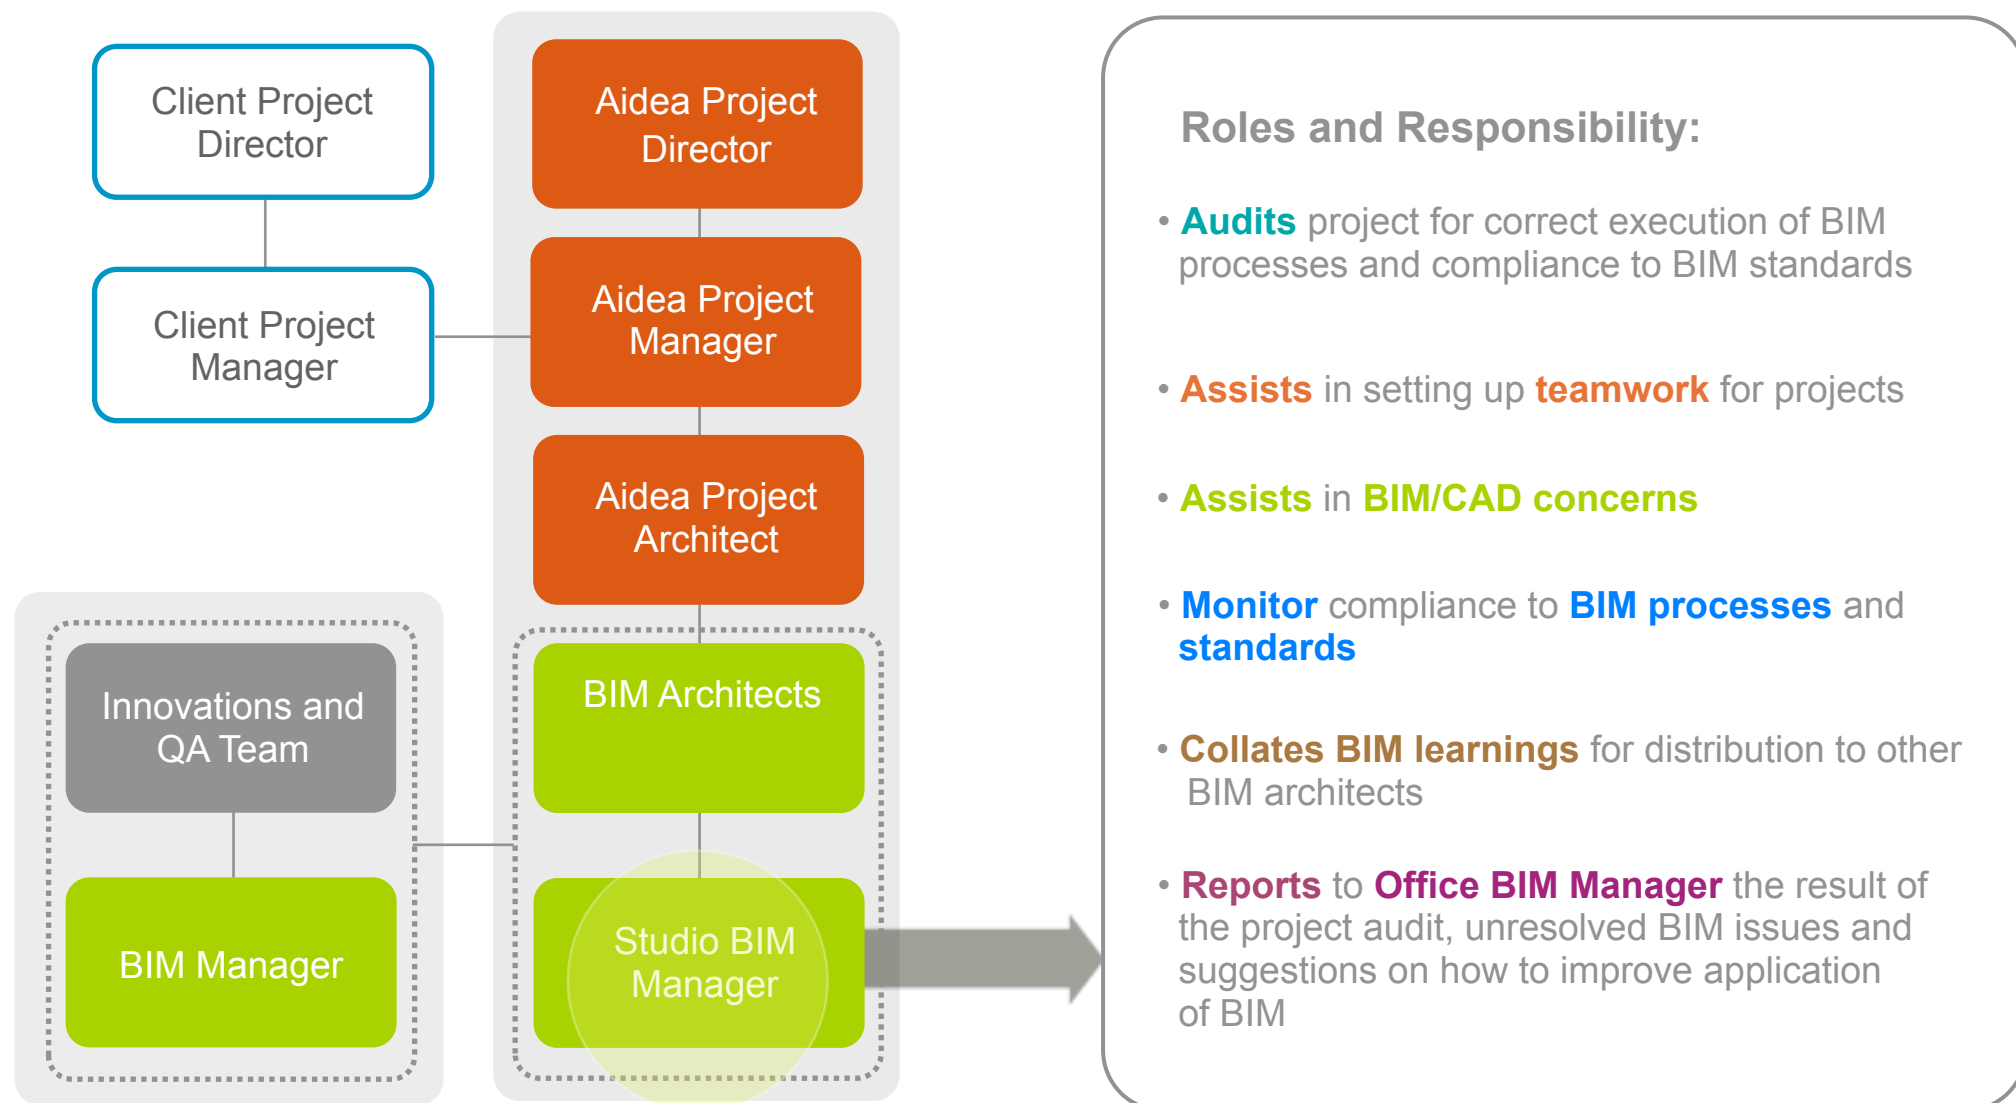 Client Project
Director
Client Project
Manager
Aidea Project
Director
Aidea Project
Manager
Aidea Project
Architect
Innovations and
QA Team
BIM Manager
BIM Architects
Studio BIM
Manager
Roles and Responsibility:
• Audits project for correct execution of BIM
processes and compliance to BIM standards
• Assists in setting up teamwork for projects
• Assists in BIM/CAD concerns
• Monitor compliance to BIM processes and
standards
• Collates BIM learnings for distribution to other
BIM architects
• Reports to Office BIM Manager the result of
the project audit, unresolved BIM issues and
suggestions on how to improve application
of BIM